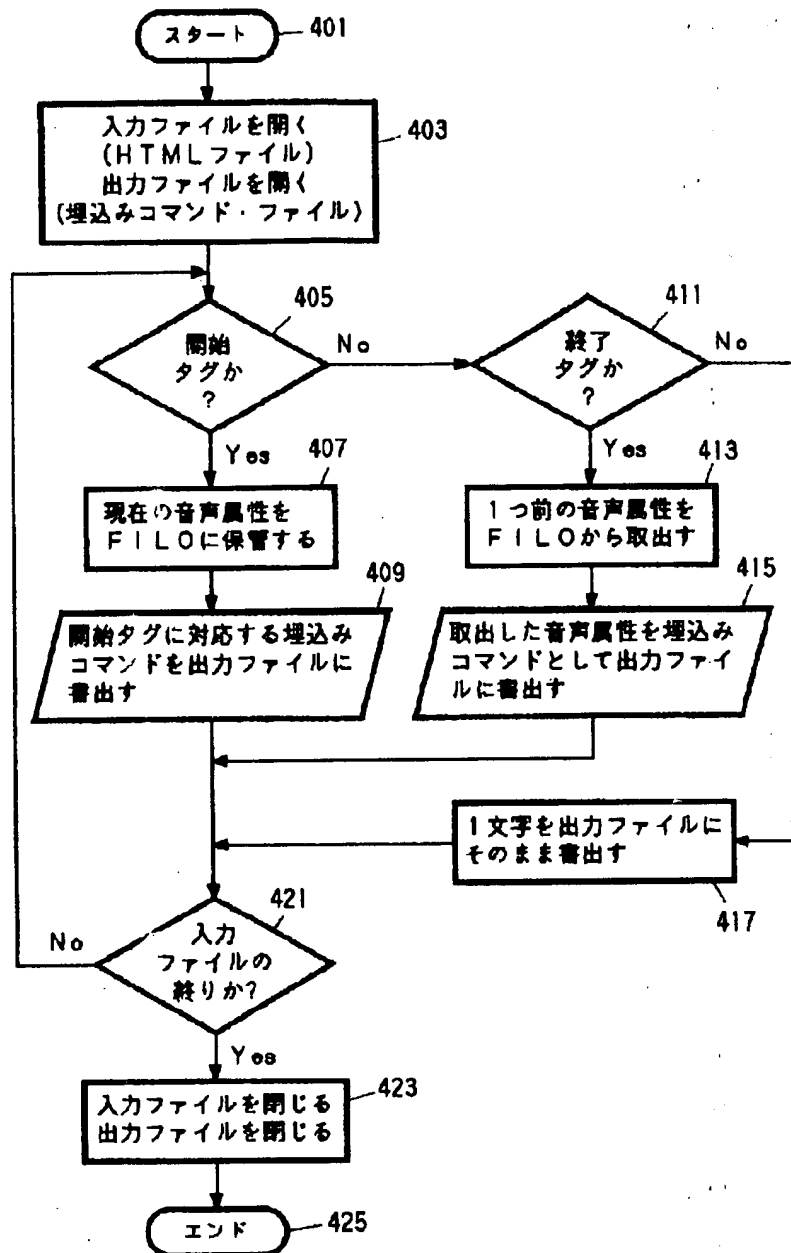 スタート
401
入力ファイルを開く
(HTMLファイル)
出力ファイルを開く
(埋込みコマンド・ファイル)
403
開始
タグか
?
405
No
終了
タグか
?
411
No
Yes
407
現在の音声属性を
FILOに保管する
Yes
413
1つ前の音声属性を
FILOから取出す
409
開始タグに対応する埋込み
コマンドを出力ファイルに
書出す
415
取出した音声属性を埋込み
コマンドとして出力ファイ
ルに書出す
1文字を出力ファイルに
そのまま書出す
417
421
入力
ファイルの
終りか?
No
Yes
入力ファイルを閉じる
出力ファイルを閉じる
423
エンド
425